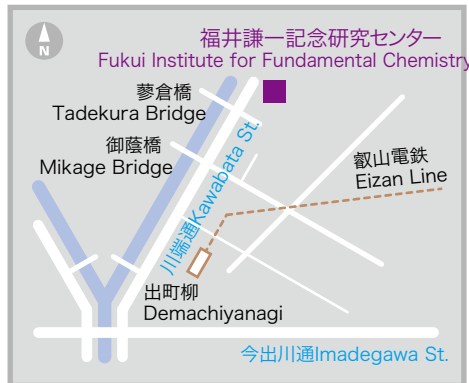 N
福井謙一記念研究センター
Fukui Institute for Fundamental Chemistry
蓼倉橋
Tadekura Bridge
御蔭橋
Mikage Bridge
川端通Kawabata St.
叡山電鉄
Eizan Line
出町柳
Demachiyanagi
今出川通Imadegawa St.